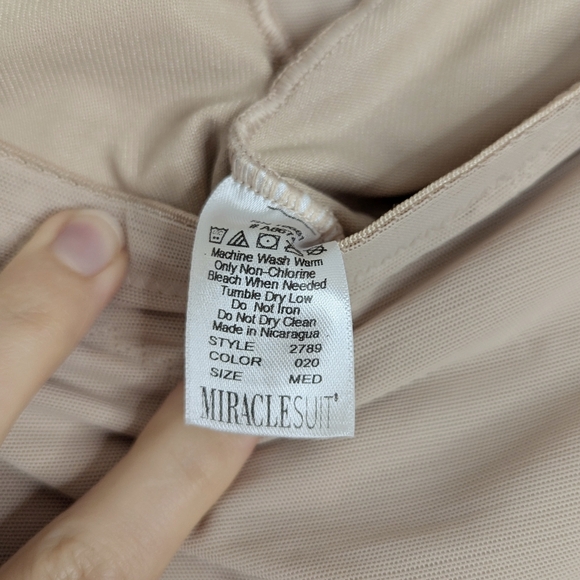 Machine Wash Warm
Only Non-Chlorine
Bleach When Needed
Tumble Dry Low
Do Not Iron
Do Not Dry Clean
Made in Nicaragua
STYLE 2789
COLOR 020
SIZE MED
MIRACLESUIT®